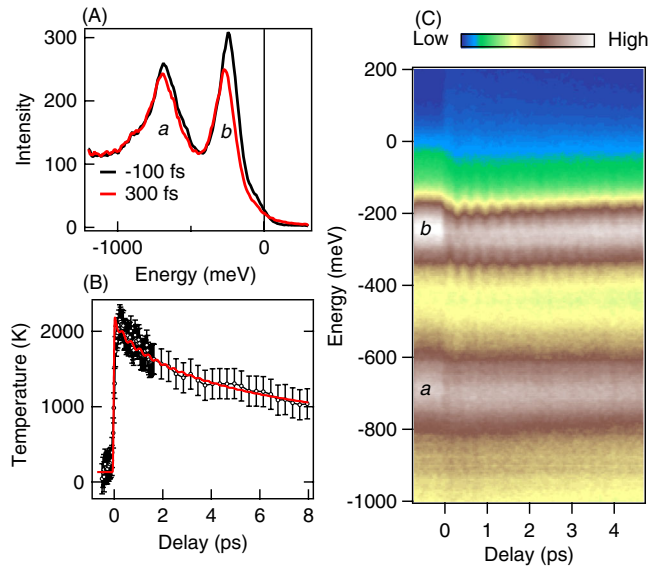 (A)
300
200
100
0
Intensity
a
b
-100 fs
300 fs
-1000
0
Energy (meV)
(B)
2000
1000
0
Temperature (K)
0 2 4 6 8
Delay (ps)
(C)
Low High
200
0
-200
-400
-600
-800
-1000
Energy (meV)
b
a
0 1 2 3 4
Delay (ps)